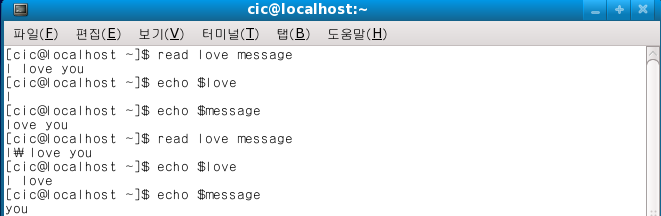 cic@localhost:~
파일(F) 편집(E) 보기(V) 터미널(T) 탭(B) 도움말(H)
[cic@localhost ~]$ read love message
I love you
[cic@localhost ~]$ echo $love
I
[cic@localhost ~]$ echo $message
love you
[cic@localhost ~]$ read love message
I₩ love you
[cic@localhost ~]$ echo $love
I love
[cic@localhost ~]$ echo $message
you